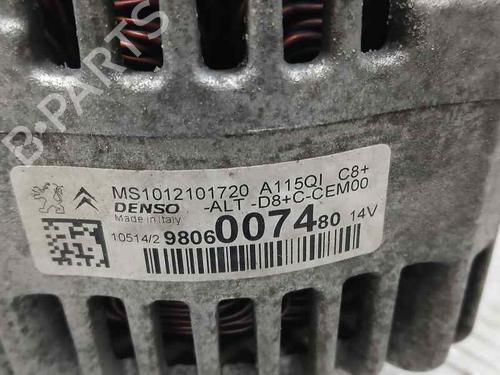 B-PARTS
MS1012101720 A115QI C8+
DENSO -ALT -D8+C-CEM00
Made in Italy
10514/2 9806007480 14V